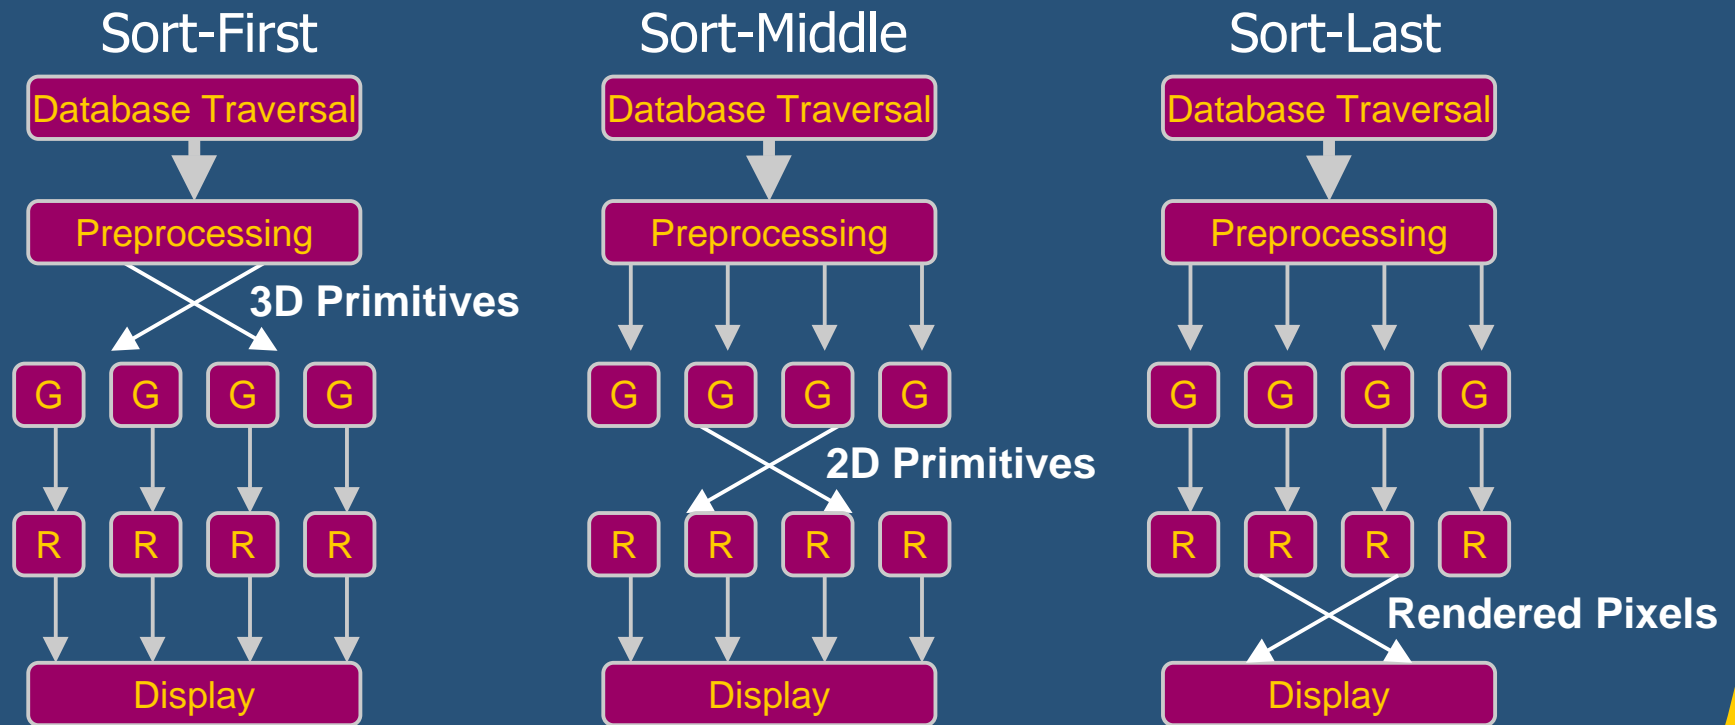 Sort-First
Database Traversal
Preprocessing
3D Primitives
G G G G
R R R R
Display
Sort-Middle
Database Traversal
Preprocessing
G G G G
2D Primitives
R R R R
Display
Sort-Last
Database Traversal
Preprocessing
G G G G
R R R R
Rendered Pixels
Display